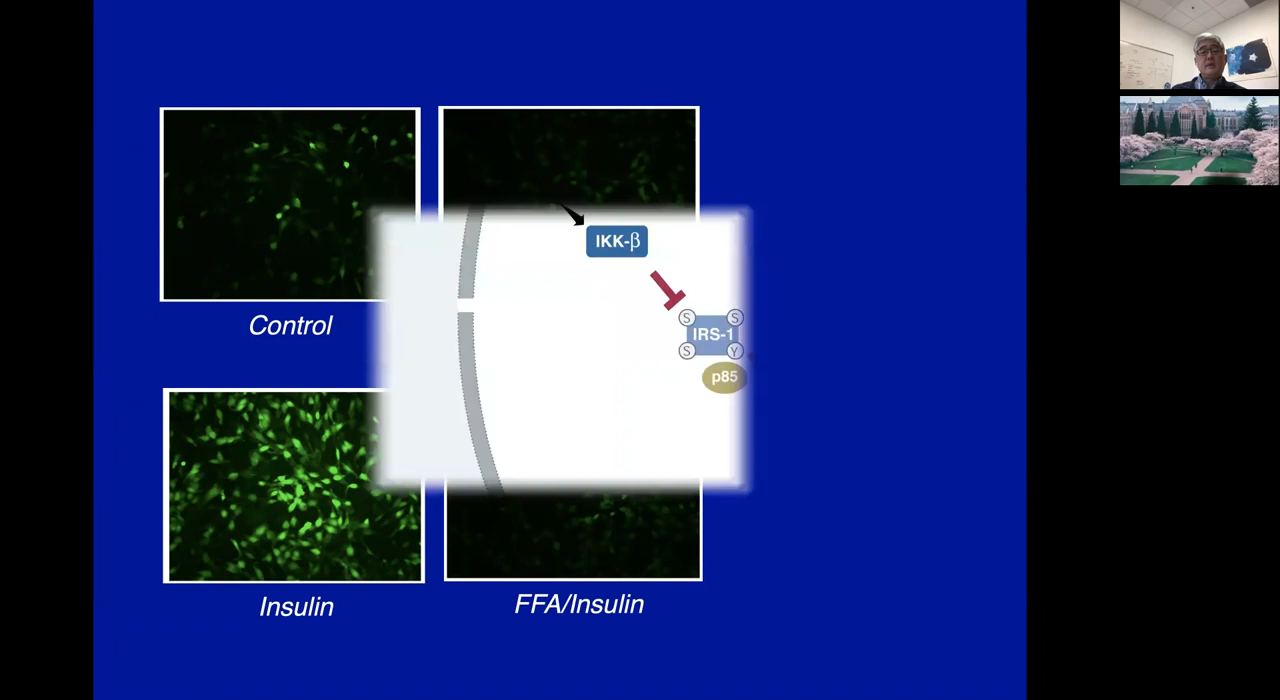 Control
IKK-β
S
S
IRS-1
S
Y
p85
Insulin
FFA/Insulin